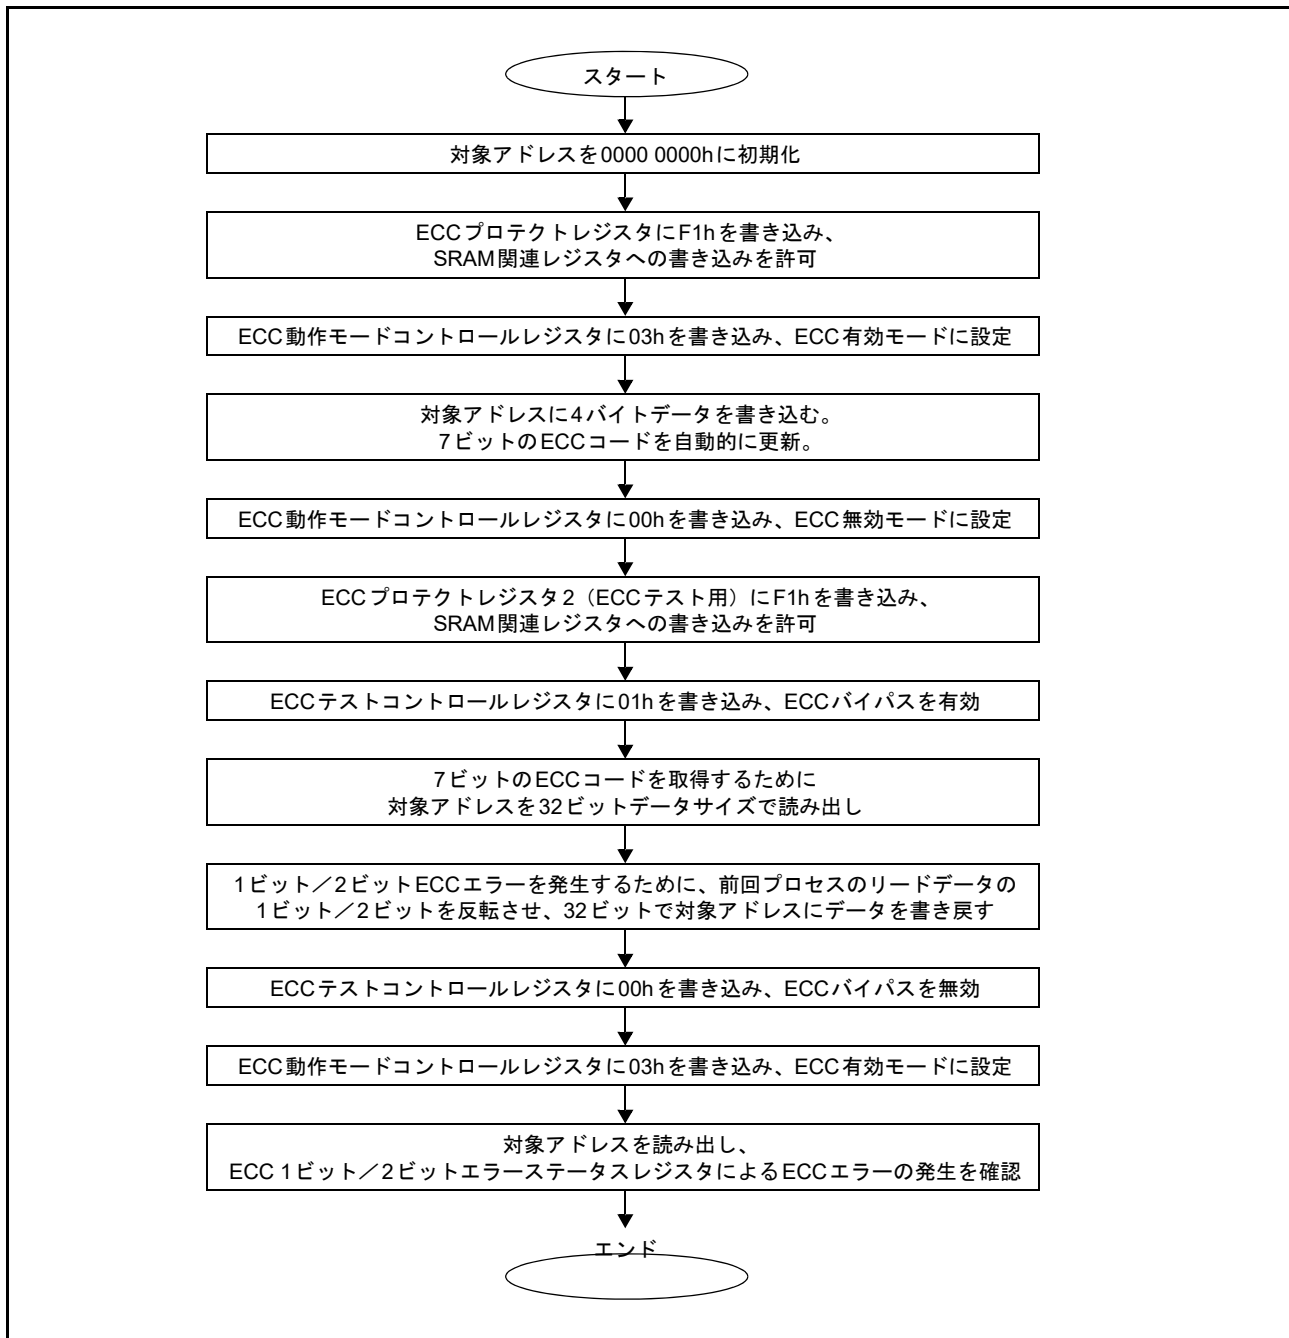 スタート
対象アドレスを0000 0000hに初期化
ECCプロテクトレジスタにF1hを書き込み、
SRAM関連レジスタへの書き込みを許可
ECC動作モードコントロールレジスタに03hを書き込み、ECC有効モードに設定
対象アドレスに4バイトデータを書き込む。
7ビットのECCコードを自動的に更新。
ECC動作モードコントロールレジスタに00hを書き込み、ECC無効モードに設定
ECCプロテクトレジスタ2（ECCテスト用）にF1hを書き込み、
SRAM関連レジスタへの書き込みを許可
ECCテストコントロールレジスタに01hを書き込み、ECCバイパスを有効
7ビットのECCコードを取得するために
対象アドレスを32ビットデータサイズで読み出し
1ビット／2ビットECCエラーを発生するために、前回プロセスのリードデータの
1ビット／2ビットを反転させ、32ビットで対象アドレスにデータを書き戻す
ECCテストコントロールレジスタに00hを書き込み、ECCバイパスを無効
ECC動作モードコントロールレジスタに03hを書き込み、ECC有効モードに設定
対象アドレスを読み出し、
ECC 1ビット／2ビットエラーステータスレジスタによるECCエラーの発生を確認
エンド